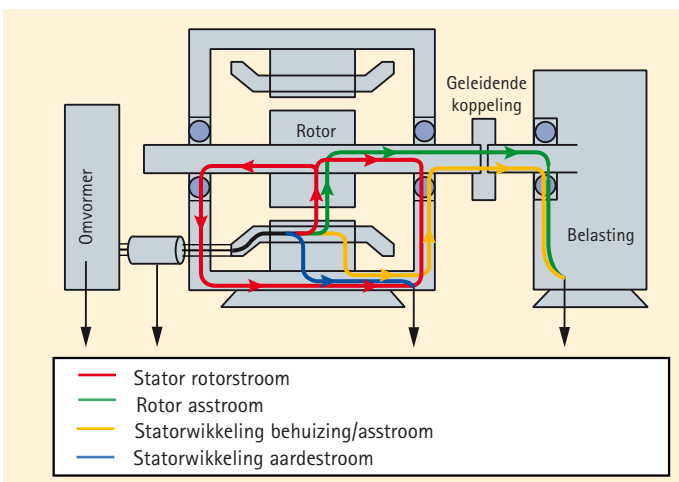 Geleidende
koppeling
Rotor
Omvormer
Belasting
Stator rotorstroom
Rotor asstroom
Statorwikkeling behuizing/asstroom
Statorwikkeling aardestroom